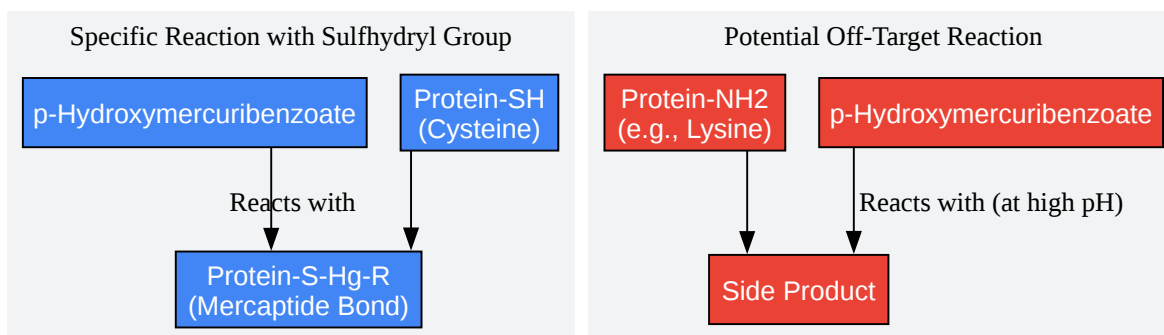 Specific Reaction with Sulfhydryl Group
p-Hydroxymercuribenzoate
Protein-SH
(Cysteine)
Reacts with
Protein-S-Hg-R
(Mercaptide Bond)
Potential Off-Target Reaction
Protein-NH2
(e.g., Lysine)
p-Hydroxymercuribenzoate
Reacts with (at high pH)
Side Product